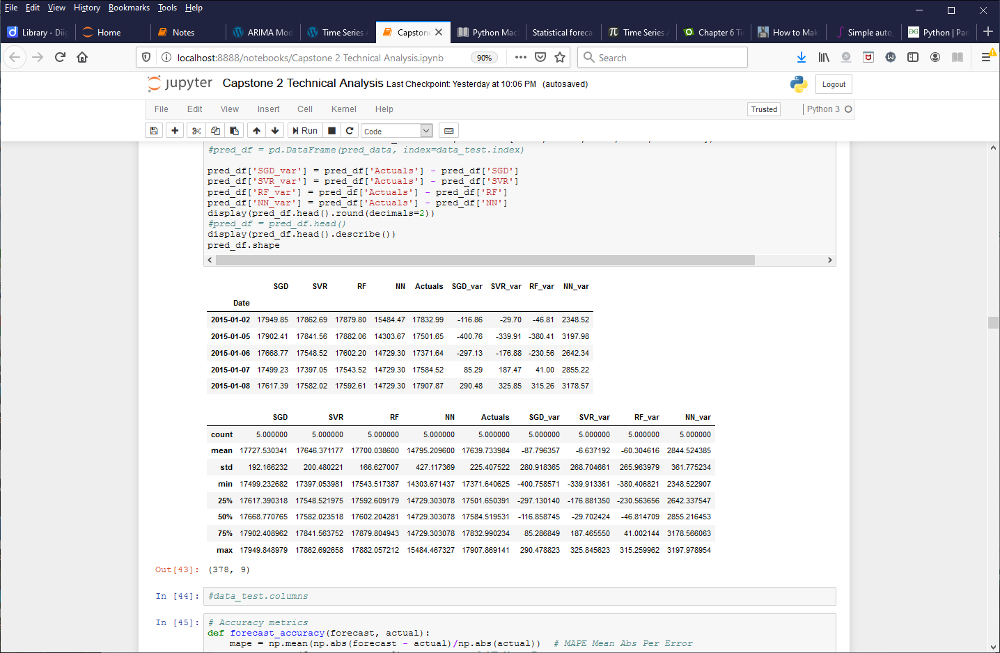 File Edit View History Bookmarks Tools Help
Library - Diig
Home
Notes
ARIMA Mod
Time Series
Capstone
Python Mac
Statistical foreca
Time Series A
Chapter 6 Ti
How to Mak
Simple auto
Python | Pan
localhost:8888/notebooks/Capstone 2 Technical Analysis.ipynb 90% Search
jupyter Capstone 2 Technical Analysis Last Checkpoint: Yesterday at 10:06 PM (autosaved) Logout
File Edit View Insert Cell Kernel Help Trusted Python 3
Run Code
#pred_df = pd.DataFrame(pred_data, index=data_test.index)
pred_df['SGD_var'] = pred_df['Actuals'] - pred_df['SGD']
pred_df['SVR_var'] = pred_df['Actuals'] - pred_df['SVR']
pred_df['RF_var'] = pred_df['Actuals'] - pred_df['RF']
pred_df['NN_var'] = pred_df['Actuals'] - pred_df['NN']
display(pred_df.head().round(decimals=2))
#pred_df = pred_df.head()
display(pred_df.head().describe())
pred_df.shape
SGD SVR RF NN Actuals SGD_var SVR_var RF_var NN_var
Date
2015-01-02 17949.85 17862.69 17879.80 15484.47 17832.99 -116.86 -29.70 -46.81 2348.52
2015-01-05 17902.41 17841.56 17882.06 14303.67 17501.65 -400.76 -339.91 -380.41 3197.98
2015-01-06 17668.77 17548.52 17602.20 14729.30 17371.64 -297.13 -176.88 -230.56 2642.34
2015-01-07 17499.23 17397.05 17543.52 14729.30 17584.52 85.29 187.47 41.00 2855.22
2015-01-08 17617.39 17582.02 17592.61 14729.30 17907.87 290.48 325.85 315.26 3178.57
SGD SVR RF NN Actuals SGD_var SVR_var RF_var NN_var
count 5.000000 5.000000 5.000000 5.000000 5.000000 5.000000 5.000000 5.000000 5.000000
mean 17727.530341 17646.371177 17700.038600 14795.209600 17639.733984 -87.796357 -6.637192 -60.304616 2844.524385
std 192.166232 200.480221 166.627007 427.117369 225.407522 280.918365 268.704661 265.963979 361.775234
min 17499.232682 17397.053981 17543.517387 14303.671437 17371.640625 -400.758571 -339.913361 -380.406821 2348.522907
25% 17617.390318 17548.521975 17592.609179 14729.303078 17501.650391 -297.130140 -176.881350 -230.563656 2642.337547
50% 17668.770765 17582.023518 17602.204281 14729.303078 17584.519531 -116.858745 -29.702424 -46.814709 2855.216453
75% 17902.408962 17841.563752 17879.804943 14729.303078 17832.990234 85.286849 187.465550 41.002144 3178.566063
max 17949.848979 17862.692658 17882.057212 15484.467327 17907.869141 290.478823 325.845623 315.259962 3197.978954
Out[43]: (378, 9)
In [44]: #data_test.columns
In [45]: # Accuracy metrics
def forecast_accuracy(forecast, actual):
mape = np.mean(np.abs(forecast - actual)/np.abs(actual)) # MAPE Mean Abs Per Error